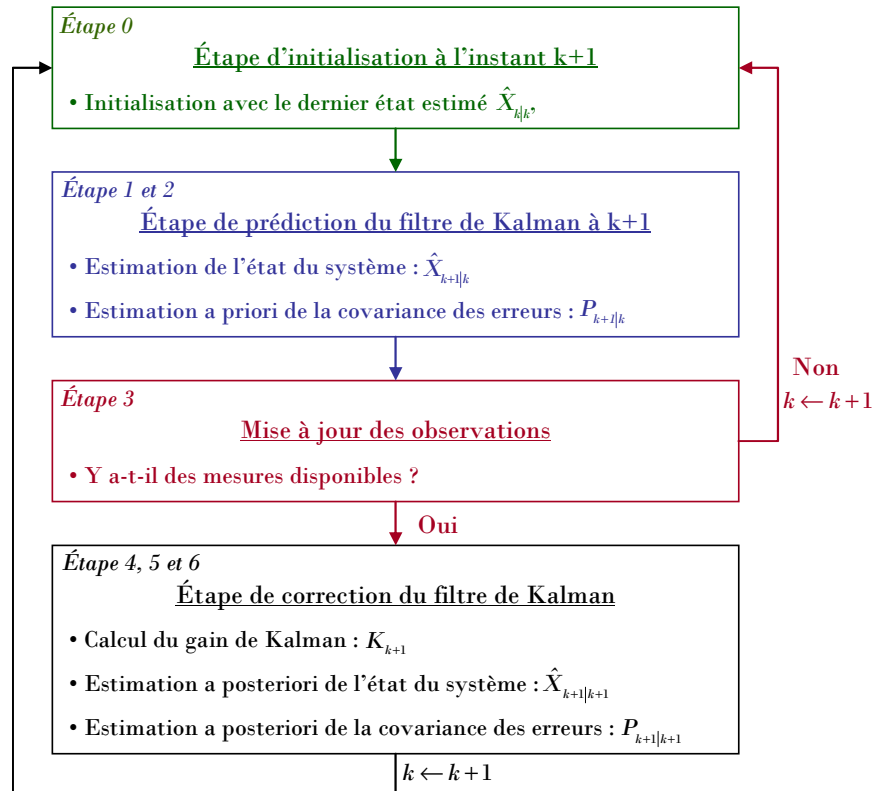 Étape 0
Étape d'initialisation à l'instant k+1
• Initialisation avec le dernier état estimé X̂ₖ|ₖ,
Étape 1 et 2
Étape de prédiction du filtre de Kalman à k+1
• Estimation de l'état du système : X̂ₖ₊₁|ₖ
• Estimation a priori de la covariance des erreurs : Pₖ₊₁|ₖ
Étape 3
Mise à jour des observations
• Y a-t-il des mesures disponibles ?
Non
k ← k+1
Oui
Étape 4, 5 et 6
Étape de correction du filtre de Kalman
• Calcul du gain de Kalman : Kₖ₊₁
• Estimation a posteriori de l'état du système : X̂ₖ₊₁|ₖ₊₁
• Estimation a posteriori de la covariance des erreurs : Pₖ₊₁|ₖ₊₁
k ← k+1